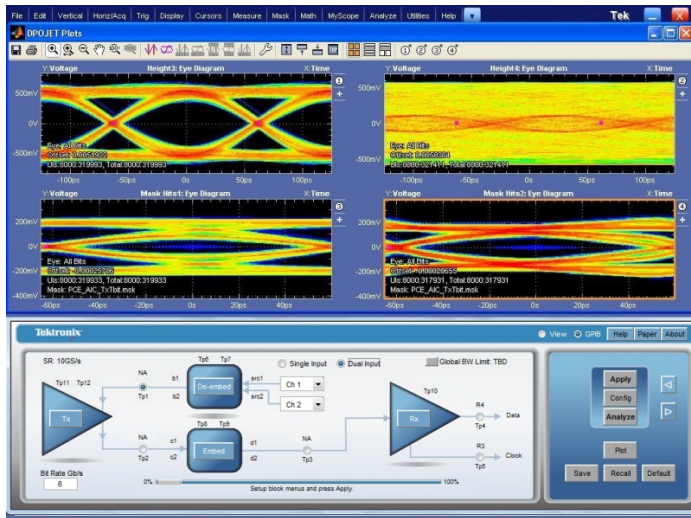 File Edit Vertical Horiz/Acq Trig Display Cursors Measure Mask Math MyScope Analyze Utilities Help Tek
DPOJET Plots
Y:Voltage Height3: Eye Diagram X:Time
500mV
0V
-500mV
Eye: All Bits
UIs:8000:319993, Total:8000:319993
-100ps -50ps 0s 50ps 100ps
Y:Voltage Height4: Eye Diagram X:Time
500mV
0V
-500mV
Eye: All Bits
-100ps -50ps 0s 50ps 100ps
Y:Voltage Mask Hits1: Eye Diagram X:Time
200mV
0V
-200mV
-400mV
Eye: All Bits
UIs:8000:319933, Total:8000:319933
Mask: PCE_AIC_TxTbit.msk
-60ps -40ps -20ps 0s 20ps 40ps
Y:Voltage Mask Hits2: Eye Diagram X:Time
200mV
0V
-200mV
-400mV
Eye: All Bits
UIs:8000:317931, Total:8000:317931
Mask: PCE_AIC_TxTbit.msk
-60ps -40ps -20ps 0s 20ps 40ps
Tektronix View GPIB Help Paper About
SR: 10GS/s
Tp11 Tp12
Tx
NA
Tp1
b1
b2
Tp6 Tp7
De-embed
src1
src2
Single Input Dual Input
Ch 1
Ch 2
Global BW Limit: TBD
NA
Tp2
c1
c2
Tp8 Tp9
Embed
d1
d2
NA
Tp3
Tp10
Rx
R4
Tp4
Data
R3
Tp5
Clock
Bit Rate Gb/s
6
0% 100%
Setup block menus and press Apply.
Apply
Config
Analyze
Plot
Save Recall Default